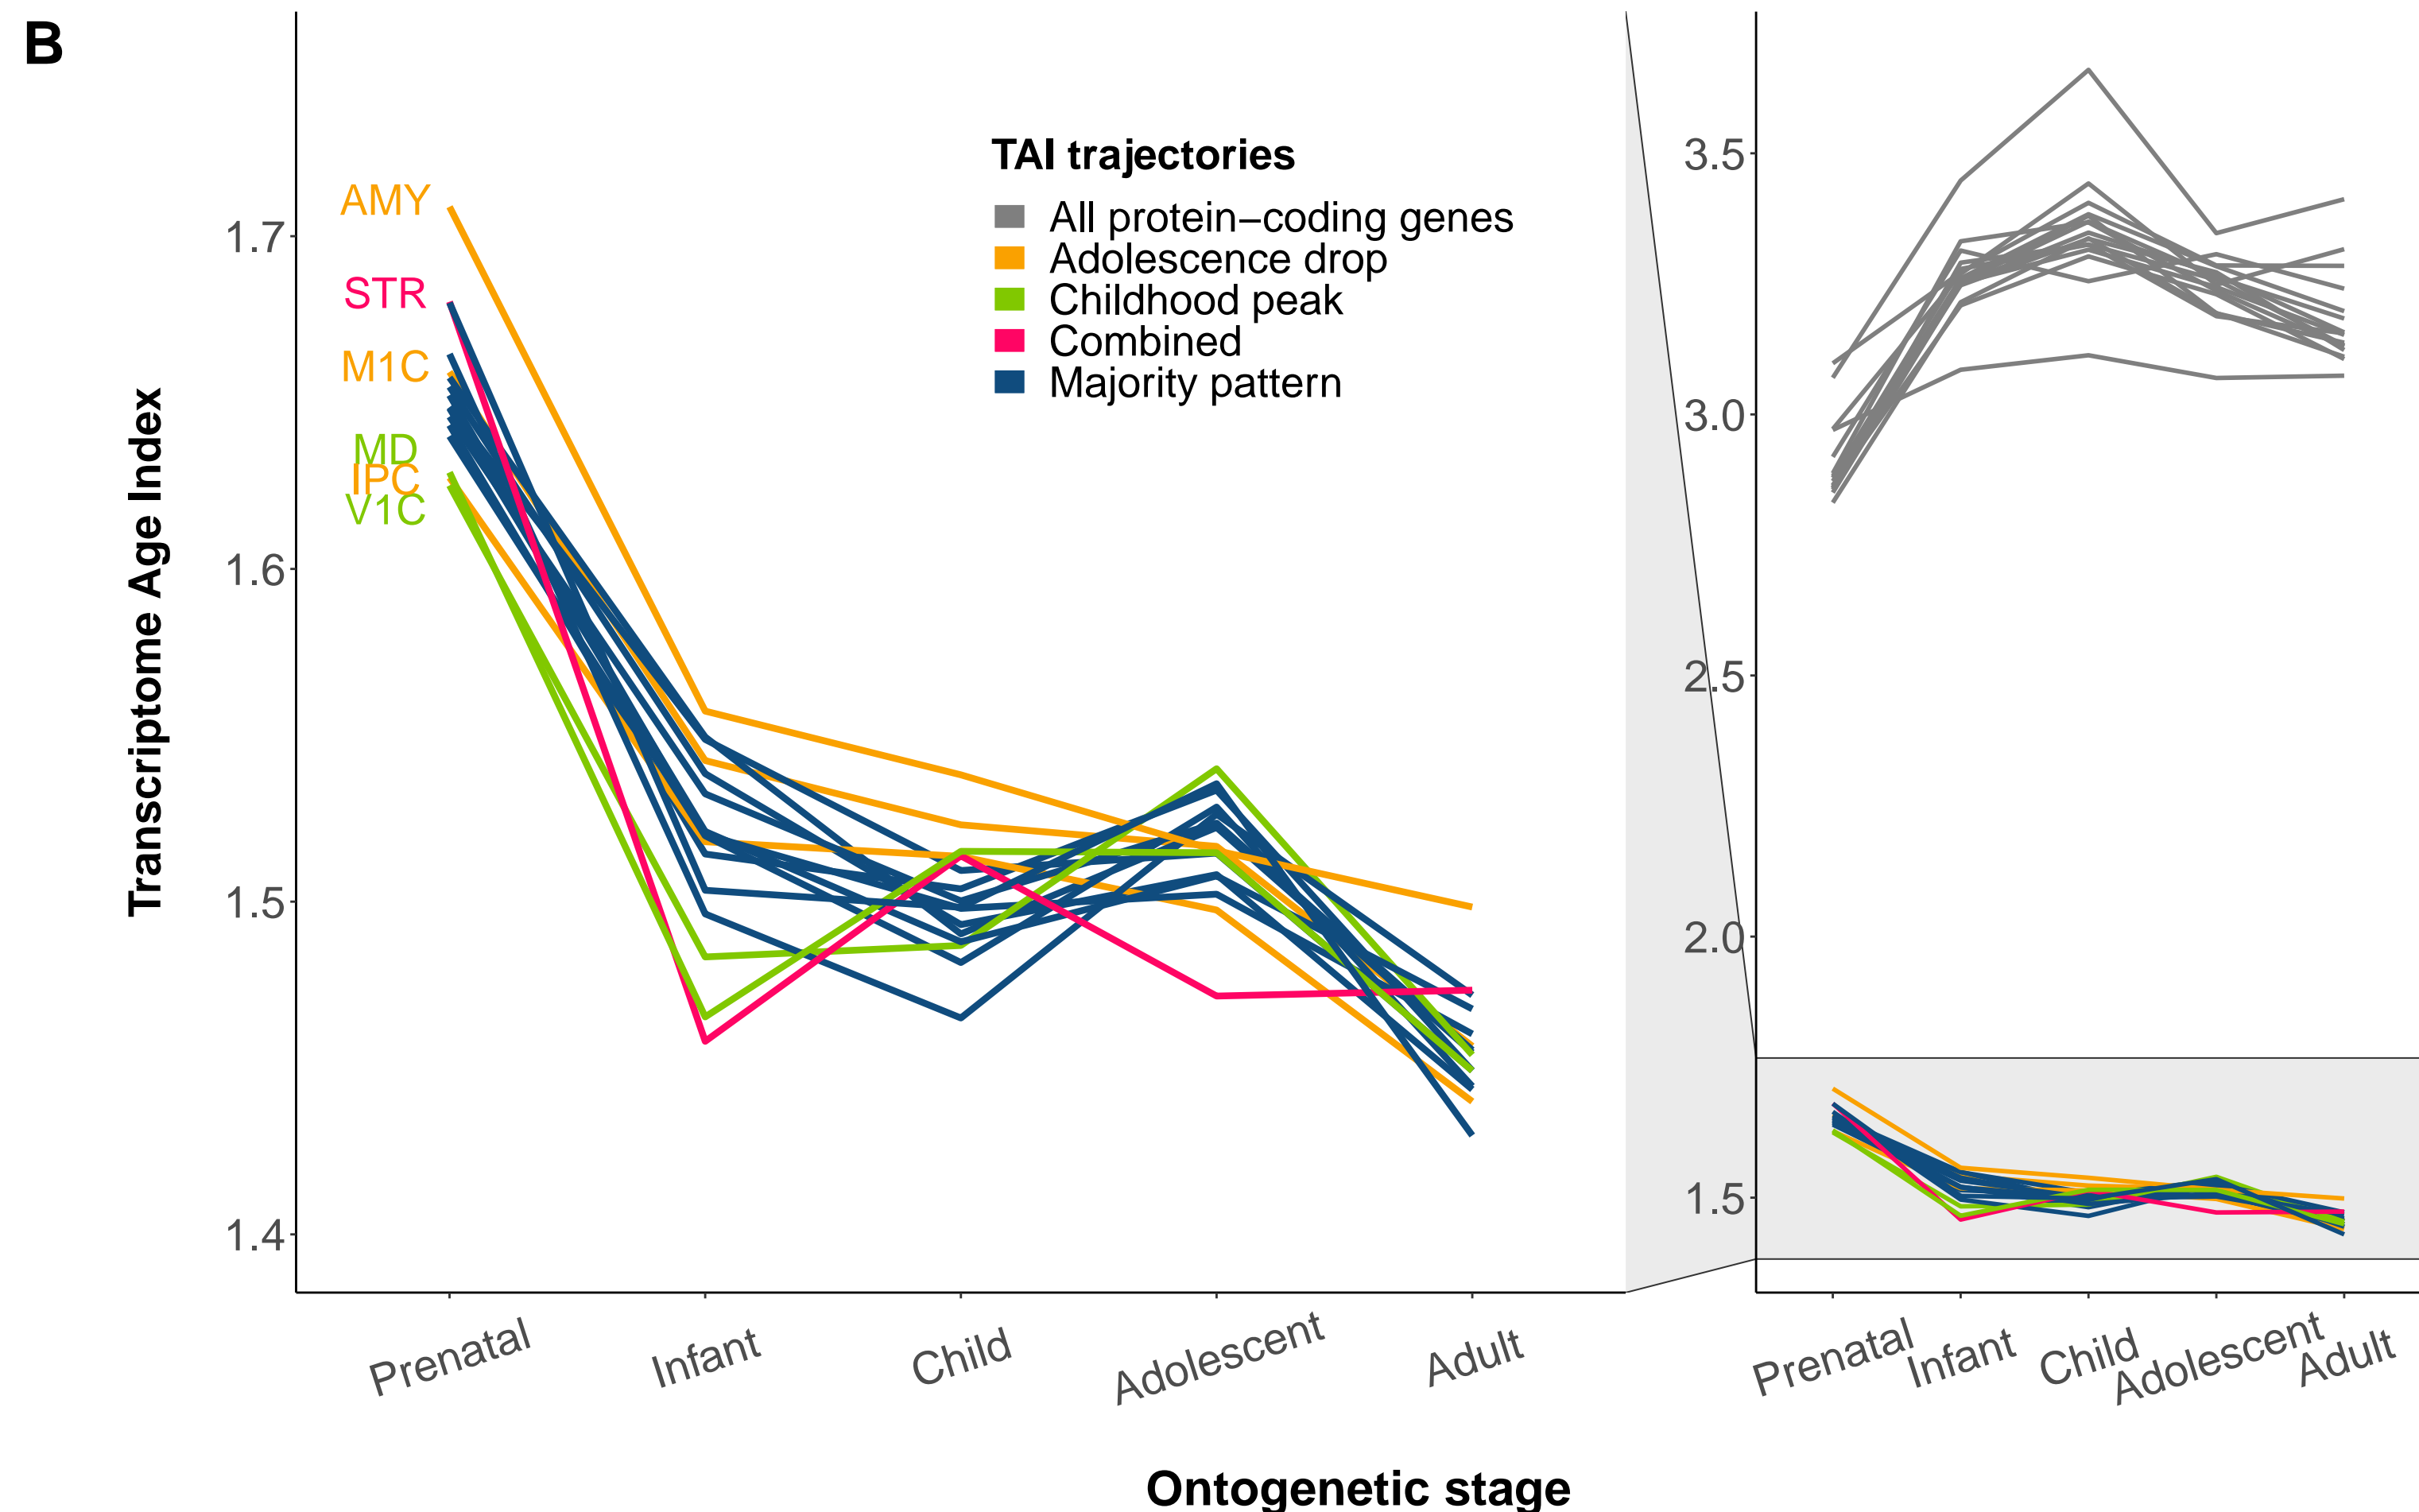 B
TAI trajectories
All protein–coding genes
Adolescence drop
Childhood peak
Combined
Majority pattern
AMY
STR
M1C
MD
IPC
V1C
Transcriptome Age Index
1.7
1.6
1.5
1.4
Prenatal
Infant
Child
Adolescent
Adult
3.5
3.0
2.5
2.0
1.5
Prenatal
Infant
Child
Adolescent
Adult
Ontogenetic stage